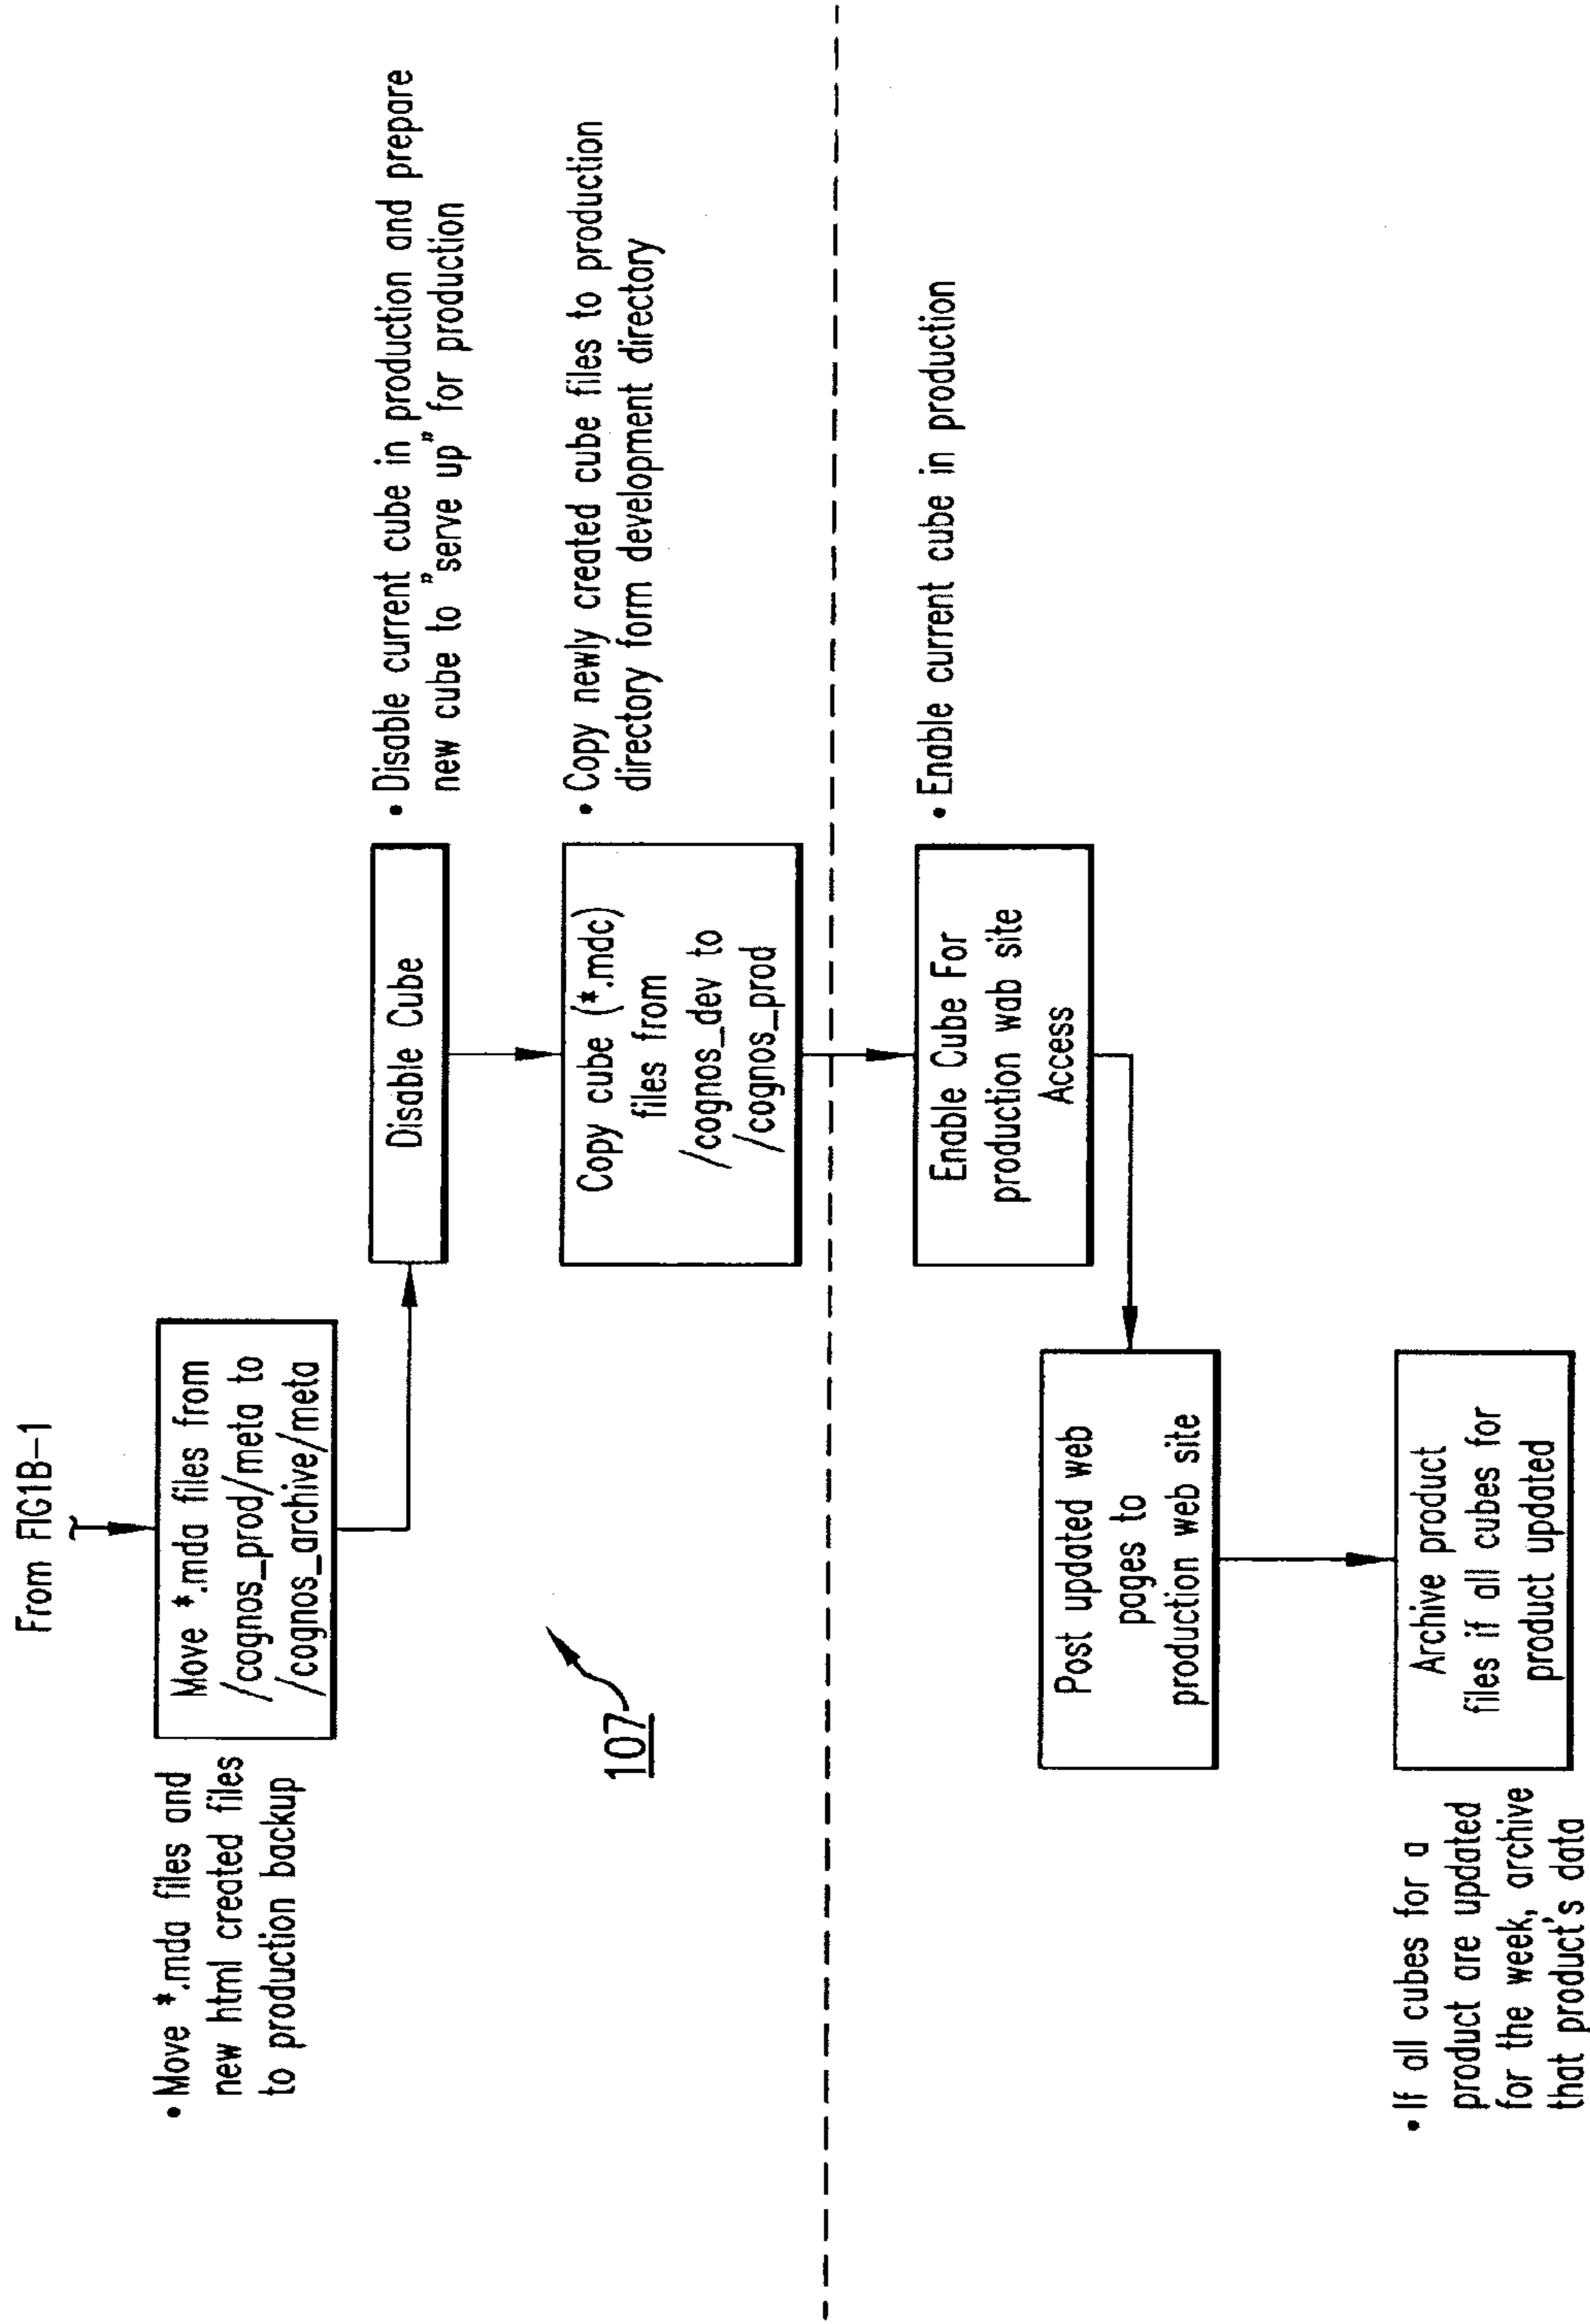 From FIG1B-1
• Move *.mda files and
new html created files
to production backup
Move *.mda files from
/cognos_prod/meta to
/cognos_archive/meta
Disable Cube
• Disable current cube in production and prepare
new cube to "serve up" for production
Copy cube (*.mdc)
files from
/cognos_dev to
/cognos_prod
• Copy newly created cube files to production
directory form development directory
107
Enable Cube For
production wab site
Access
• Enable current cube in production
Post updated web
pages to
production web site
• If all cubes for a
product are updated
for the week, archive
that product's data
Archive product
files if all cubes for
product updated